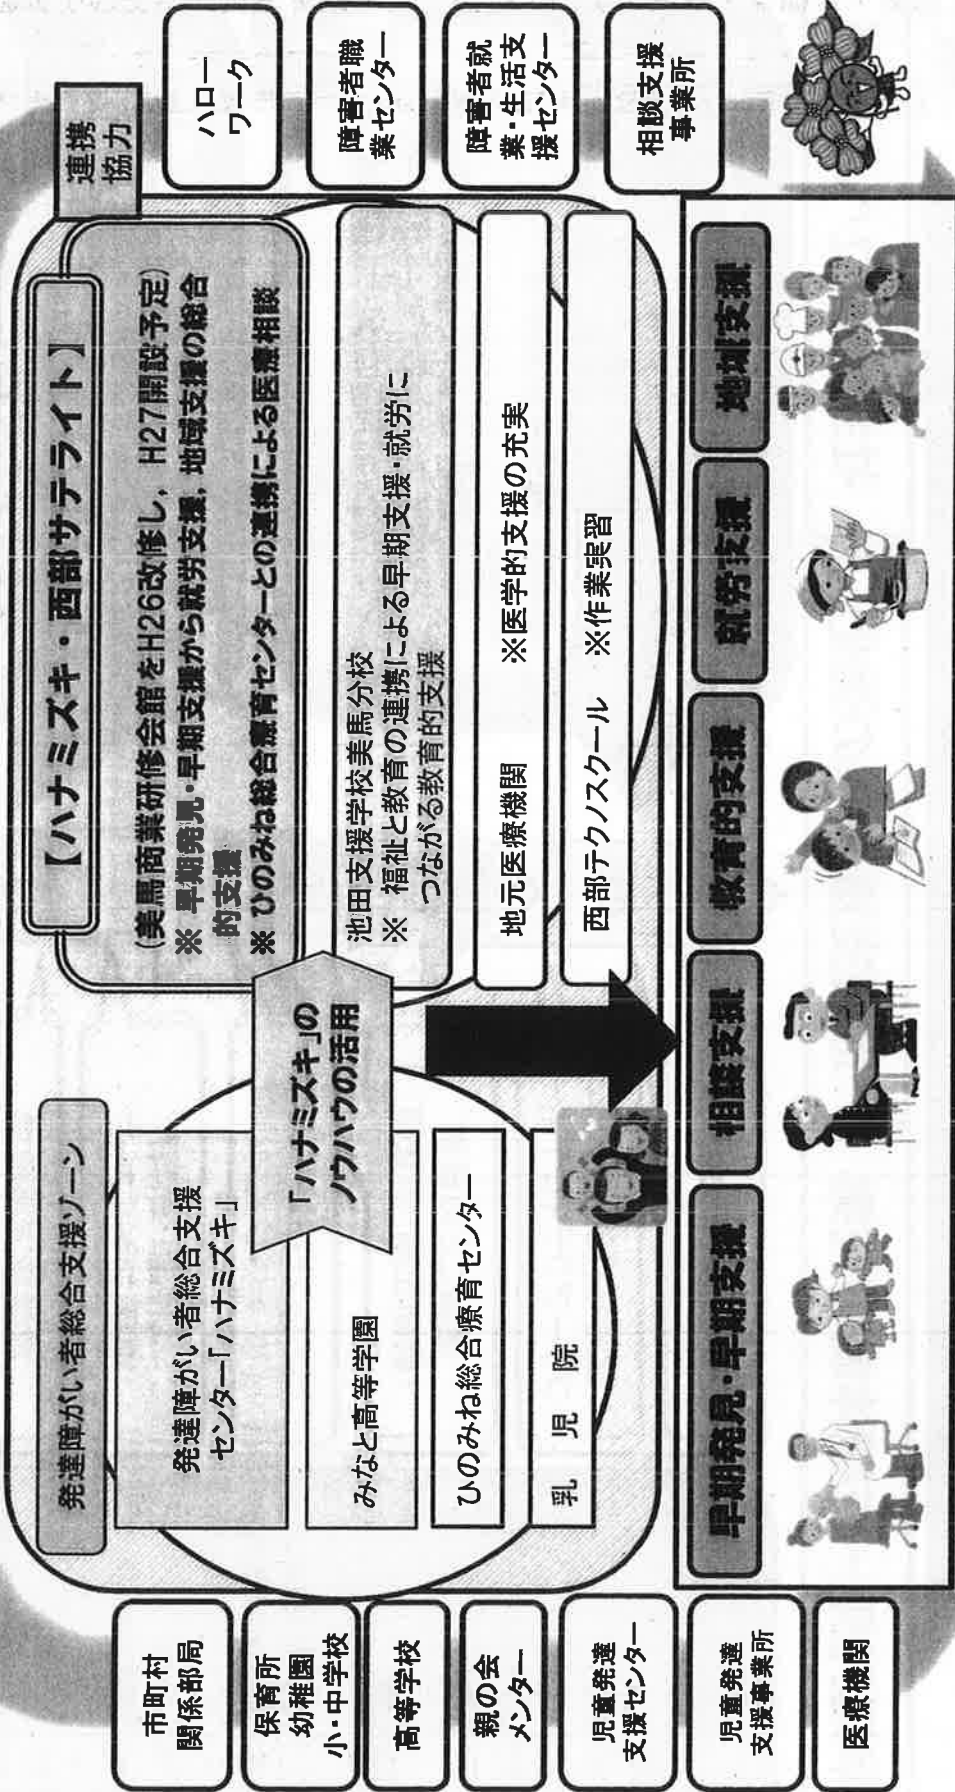 連携
協力
ハロー
ワーク
障害者職
業センター
障害者就
業・生活支
援センター
相談支援
事業所
【ハナミズキ・西部サテライト】
(美馬商業研修会館をH26改修し，H27開設予定)
※ 早期発見・早期支援から就労支援，地域支援の総合
的支援
※ ひのみね総合療育センターとの連携による医療相談
池田支援学校美馬分校
※ 福祉と教育の連携による早期支援・就労に
つながる教育的支援
地元医療機関　※医学的支援の充実
西部テクノスクール　※作業実習
「ハナミズキ」の
ノウハウの活用
発達障がい者総合支援ゾーン
発達障がい者総合支援
センター「ハナミズキ」
みなと高等学園
ひのみね総合療育センター
乳　児　院
早期発見・早期支援
相談支援
教育的支援
就労支援
地域支援
市町村
関係部局
保育所
幼稚園
小・中学校
高等学校
親の会
メンター
児童発達
支援センター
児童発達
支援事業所
医療機関